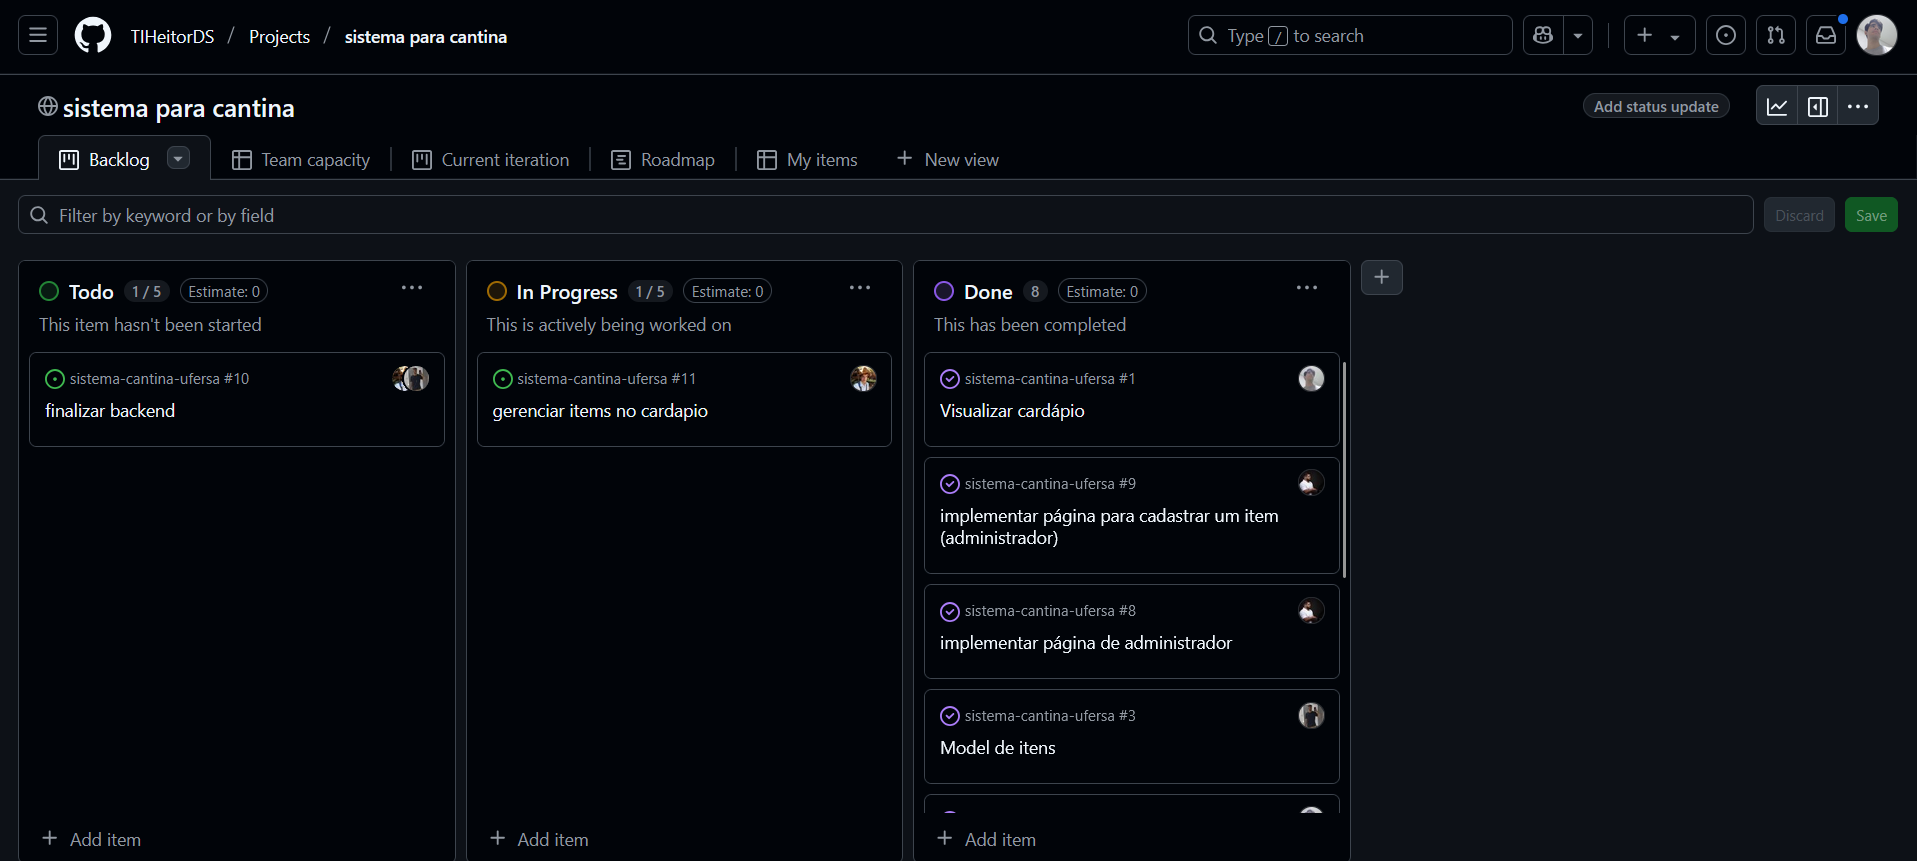 TIHeitorDS / Projects / sistema para cantina
Type / to search
sistema para cantina
Add status update
Backlog
Team capacity
Current iteration
Roadmap
My items
New view
Filter by keyword or by field
Discard
Save
Todo 1 / 5 Estimate: 0
This item hasn't been started
sistema-cantina-ufersa #10
finalizar backend
Add item
In Progress 1 / 5 Estimate: 0
This is actively being worked on
sistema-cantina-ufersa #11
gerenciar items no cardapio
Add item
Done 8 Estimate: 0
This has been completed
sistema-cantina-ufersa #1
Visualizar cardápio
sistema-cantina-ufersa #9
implementar página para cadastrar um item
(administrador)
sistema-cantina-ufersa #8
implementar página de administrador
sistema-cantina-ufersa #3
Model de itens
Add item